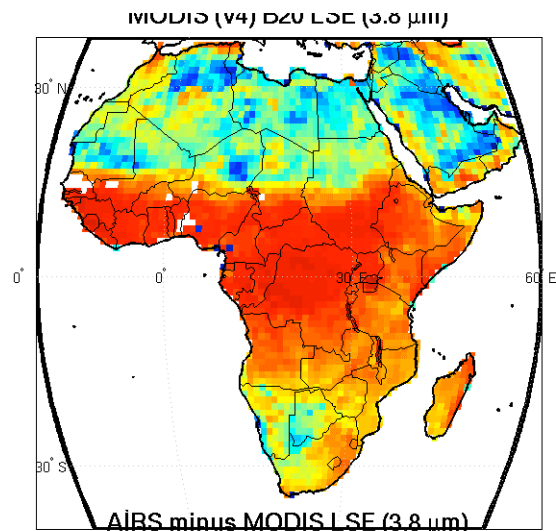 MODIS (V4) B20 LSE (3.8 μm)
30° N
0° 0° 30° E 60° E
30° S
AIRS minus MODIS LSE (3.8 μm)